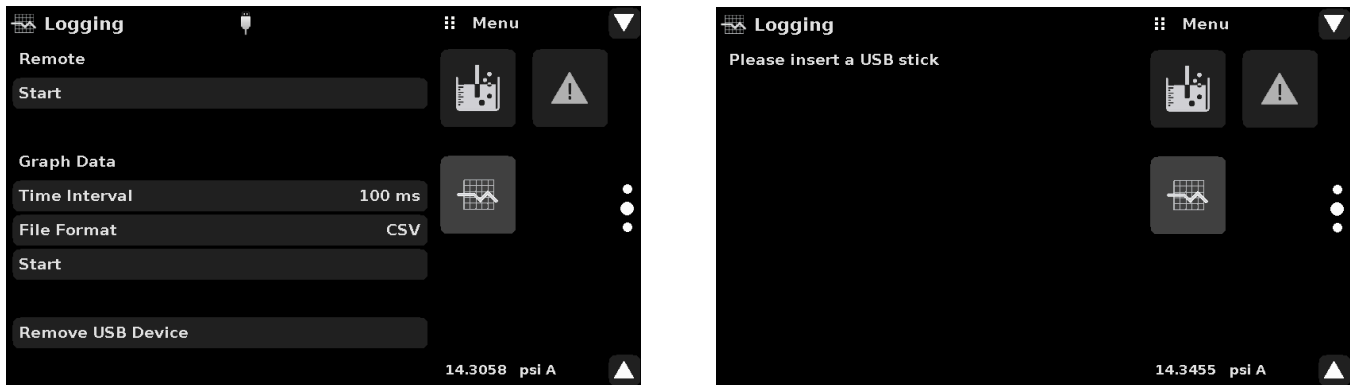 Logging
Menu
Remote
Start
Graph Data
Time Interval 100 ms
File Format CSV
Start
Remove USB Device
14.3058 psi A
Logging
Menu
Please insert a USB stick
14.3455 psi A